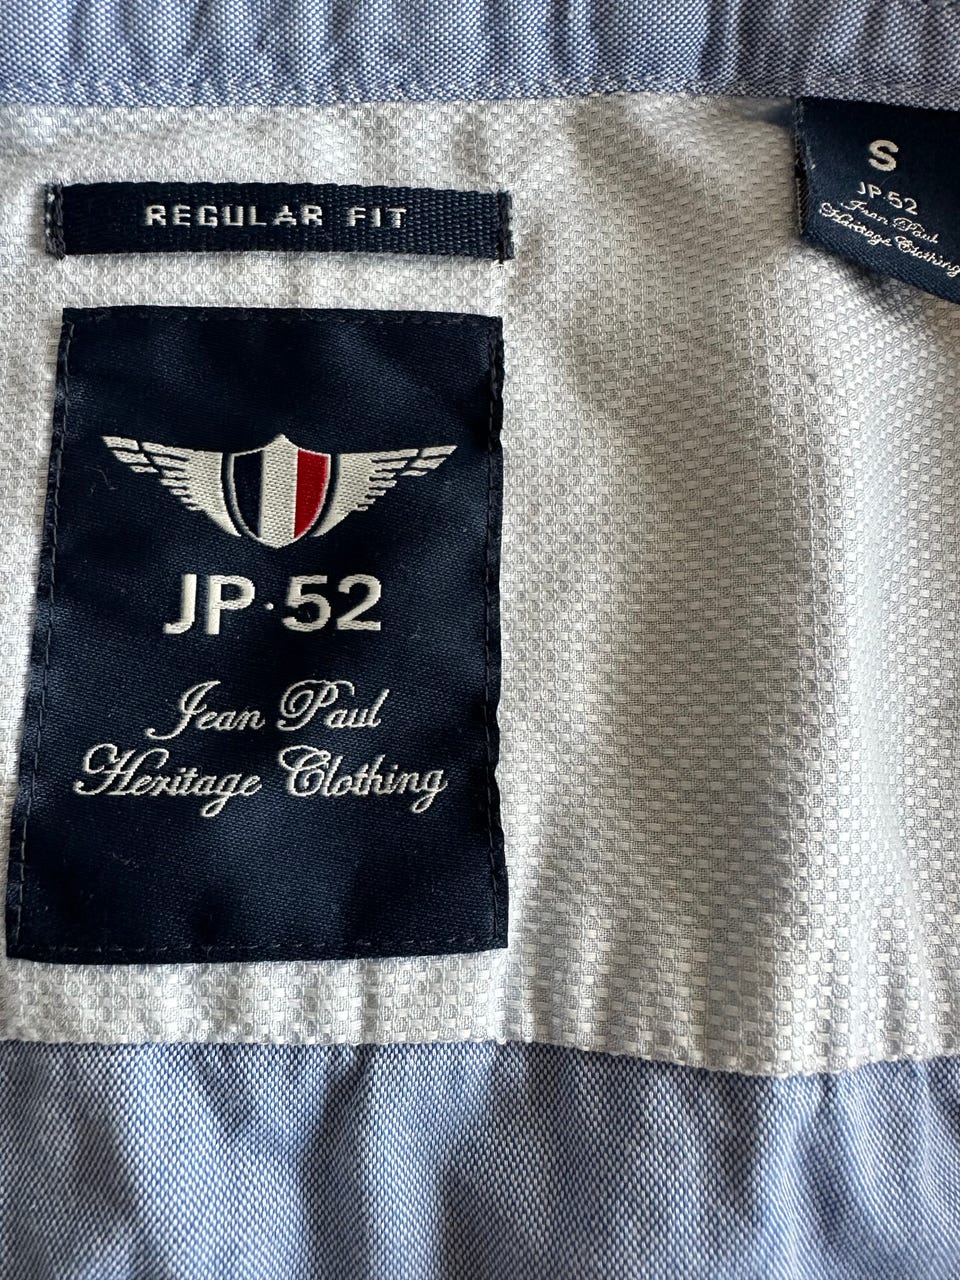 REGULAR FIT
JP·52
Jean Paul
Heritage Clothing
S
JP·52
Jean Paul
Heritage Clothing